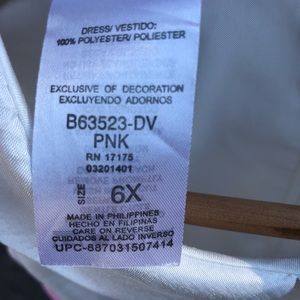 DRESS/VESTIDO:
100% POLYESTER/POLIESTER
EXCLUSIVE OF DECORATION
EXCLUYENDO ADORNOS
B63523-DV
PNK
RN 17175
03201401
SIZE 6X
MADE IN PHILIPPINES
HECHO EN FILIPINAS
CARE ON REVERSE
CUIDADOS AL LADO INVERSO
UPC-887031507414